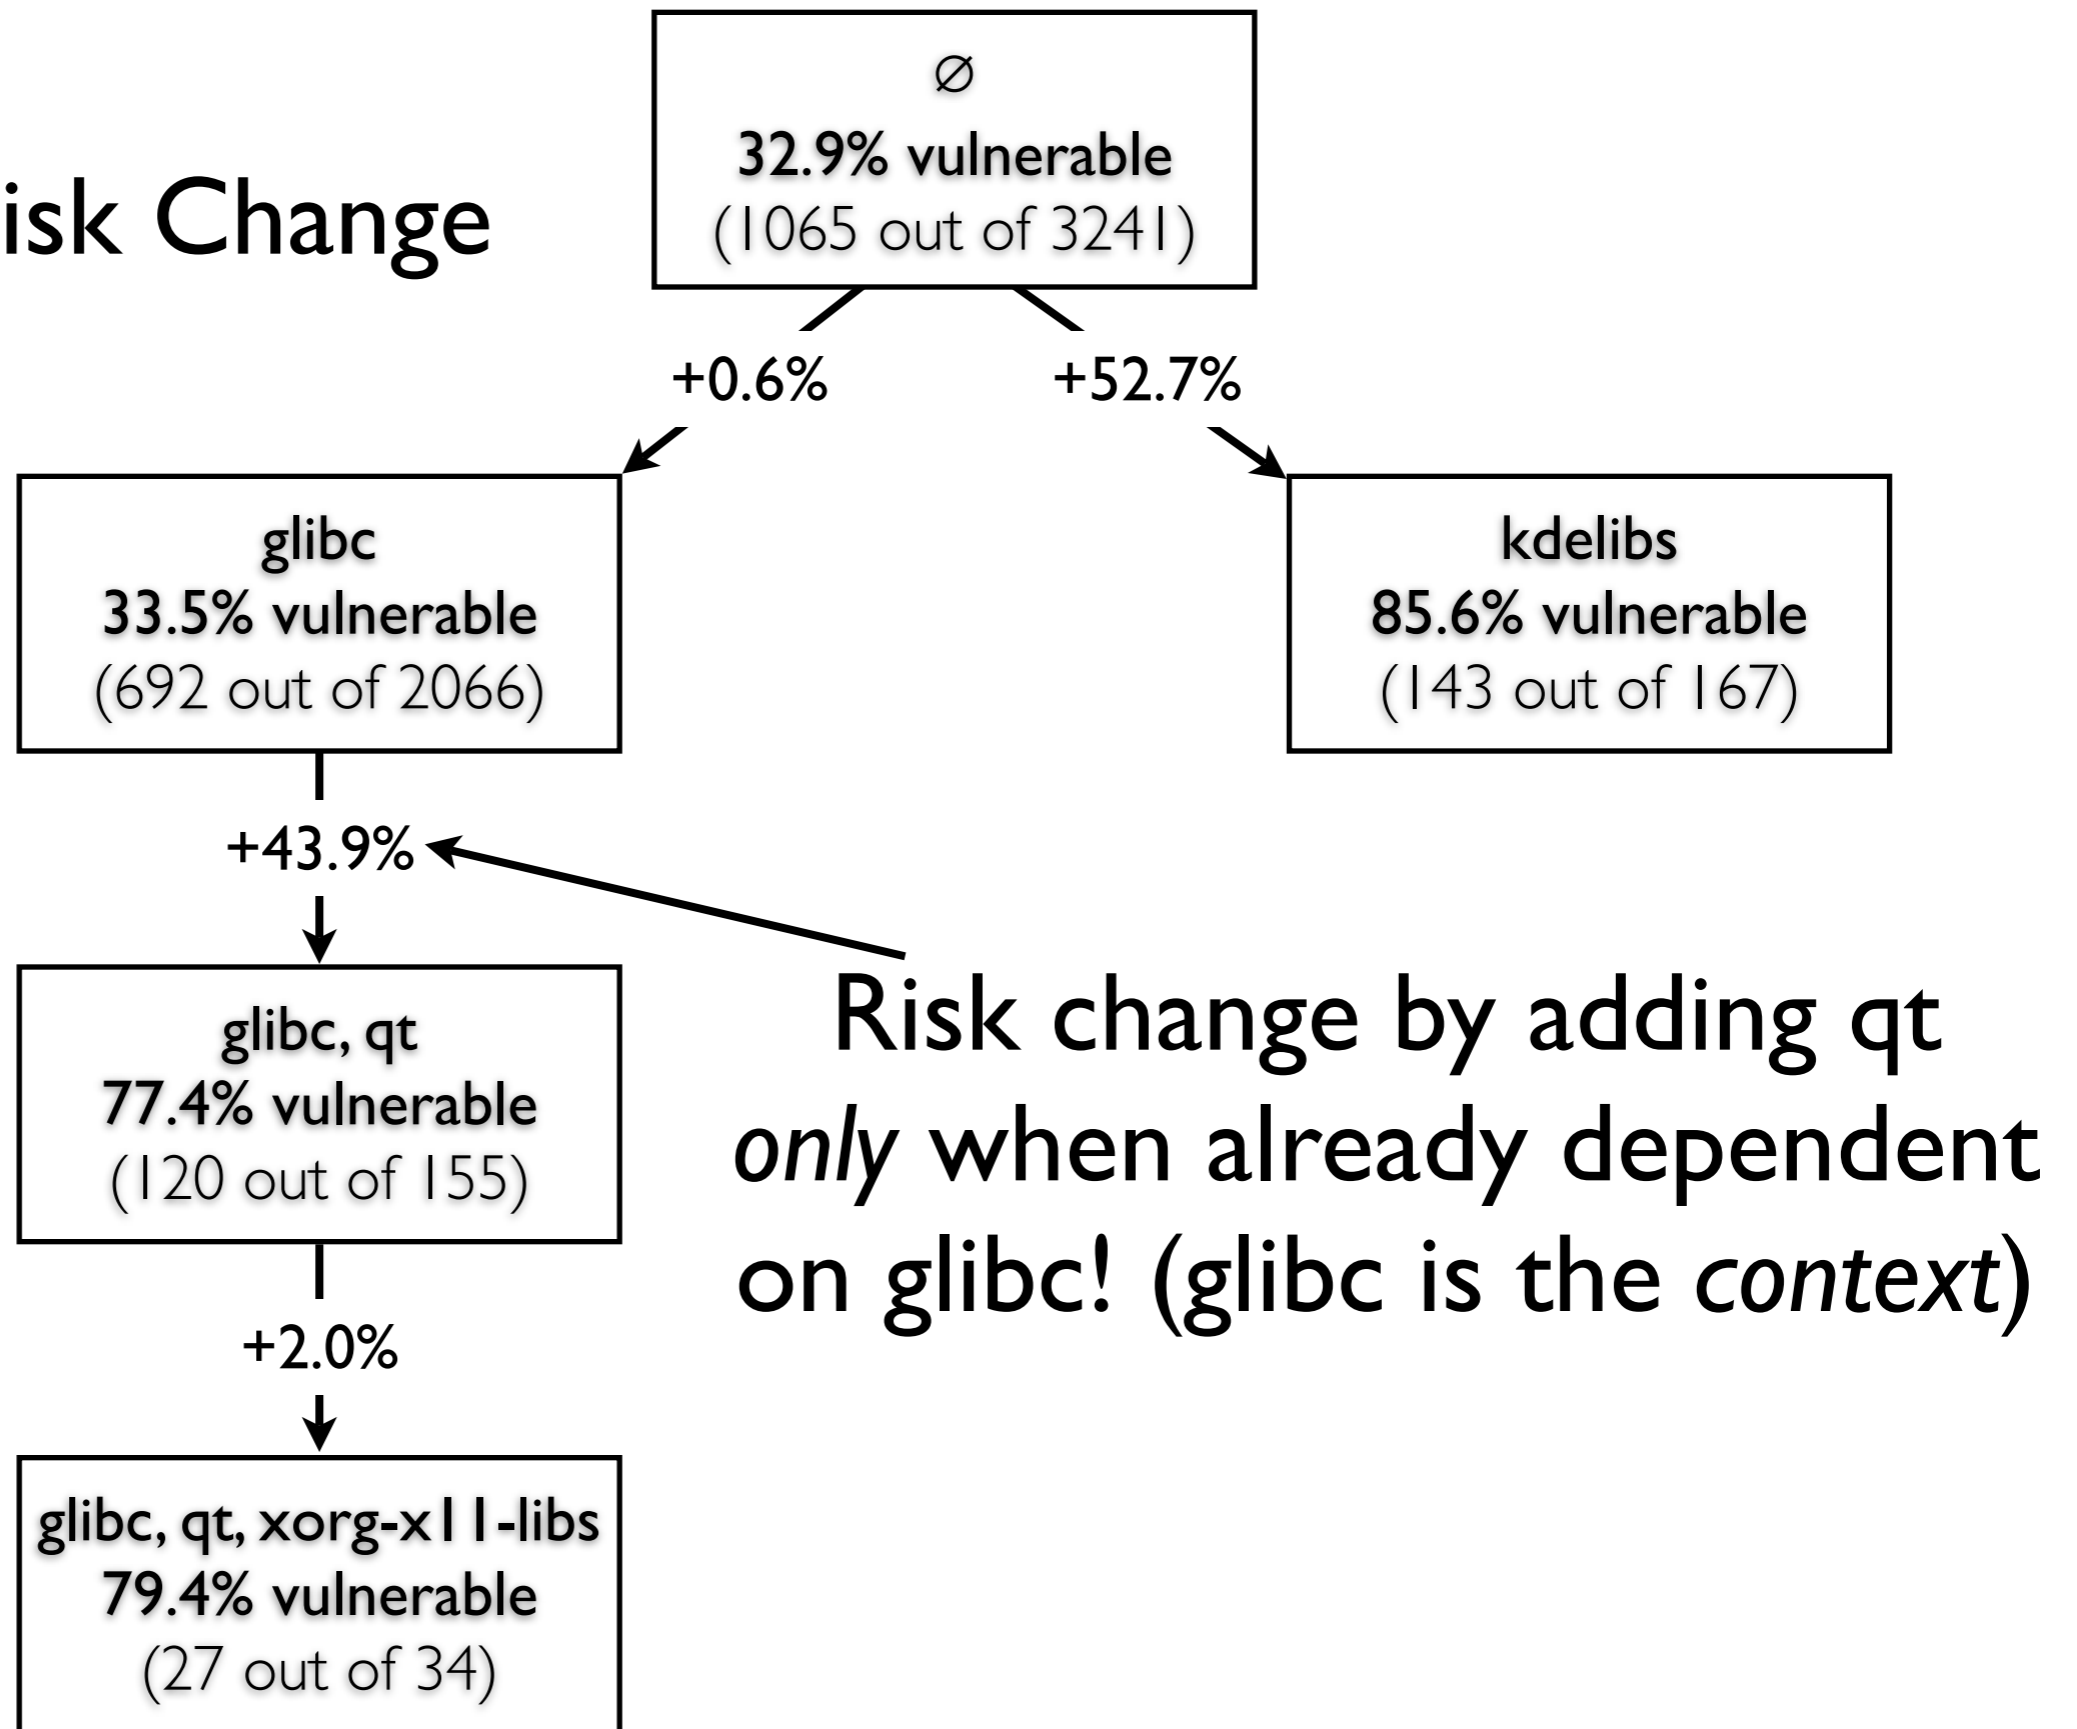 isk Change
∅
32.9% vulnerable
(1065 out of 3241)
+0.6%
+52.7%
glibc
33.5% vulnerable
(692 out of 2066)
kdelibs
85.6% vulnerable
(143 out of 167)
+43.9%
glibc, qt
77.4% vulnerable
(120 out of 155)
Risk change by adding qt
only when already dependent
on glibc! (glibc is the context)
+2.0%
glibc, qt, xorg-x11-libs
79.4% vulnerable
(27 out of 34)